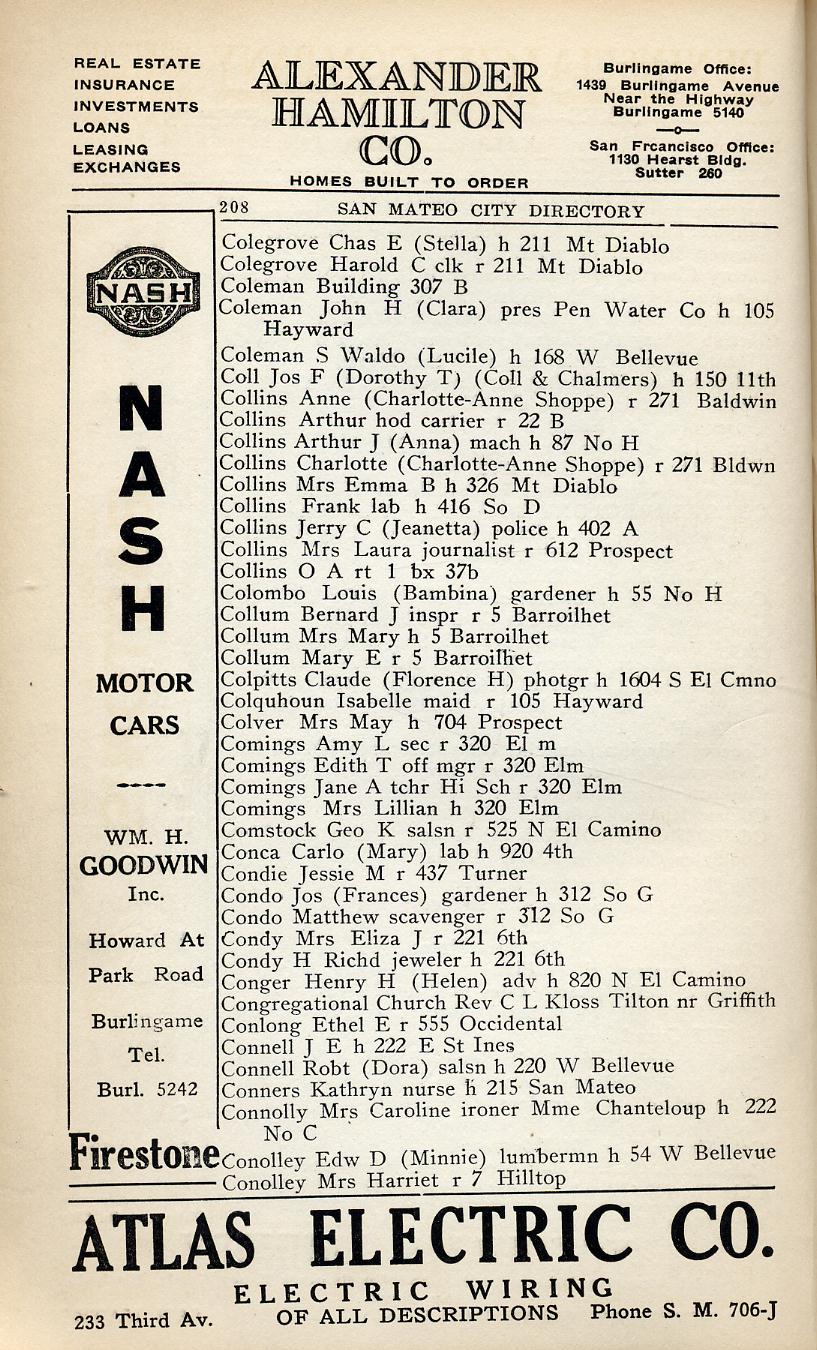 REAL ESTATE
INSURANCE
INVESTMENTS
LOANS
LEASING
EXCHANGES
ALEXANDER
HAMILTON
CO.
HOMES BUILT TO ORDER
Burlingame Office:
1439 Burlingame Avenue
Near the Highway
Burlingame 5140
San Frcancisco Office:
1130 Hearst Bldg.
Sutter 260
208 SAN MATEO CITY DIRECTORY
NASH
N
A
S
H
MOTOR
CARS
WM. H.
GOODWIN
Inc.
Howard At
Park Road
Burlingame
Tel.
Burl. 5242
Firestone
Colegrove Chas E (Stella) h 211 Mt Diablo
Colegrove Harold C clk r 211 Mt Diablo
Coleman Building 307 B
Coleman John H (Clara) pres Pen Water Co h 105
Hayward
Coleman S Waldo (Lucile) h 168 W Bellevue
Coll Jos F (Dorothy T) (Coll & Chalmers) h 150 11th
Collins Anne (Charlotte-Anne Shoppe) r 271 Baldwin
Collins Arthur hod carrier r 22 B
Collins Arthur J (Anna) mach h 87 No H
Collins Charlotte (Charlotte-Anne Shoppe) r 271 Bldwn
Collins Mrs Emma B h 326 Mt Diablo
Collins Frank lab h 416 So D
Collins Jerry C (Jeanetta) police h 402 A
Collins Mrs Laura journalist r 612 Prospect
Collins O A rt 1 bx 37b
Colombo Louis (Bambina) gardener h 55 No H
Collum Bernard J inspr r 5 Barroilhet
Collum Mrs Mary h 5 Barroilhet
Collum Mary E r 5 Barroilhet
Colpitts Claude (Florence H) photgr h 1604 S El Cmno
Colquhoun Isabelle maid r 105 Hayward
Colver Mrs May h 704 Prospect
Comings Amy L sec r 320 El m
Comings Edith T off mgr r 320 Elm
Comings Jane A tchr Hi Sch r 320 Elm
Comings Mrs Lillian h 320 Elm
Comstock Geo K salsn r 525 N El Camino
Conca Carlo (Mary) lab h 920 4th
Condie Jessie M r 437 Turner
Condo Jos (Frances) gardener h 312 So G
Condo Matthew scavenger r 312 So G
Condy Mrs Eliza J r 221 6th
Condy H Richd jeweler h 221 6th
Conger Henry H (Helen) adv h 820 N El Camino
Congregational Church Rev C L Kloss Tilton nr Griffith
Conlong Ethel E r 555 Occidental
Connell J E h 222 E St Ines
Connell Robt (Dora) salsn h 220 W Bellevue
Conners Kathryn nurse h 215 San Mateo
Connolly Mrs Caroline ironer Mme Chanteloup h 222
No C
Conolley Edw D (Minnie) lumbermn h 54 W Bellevue
Conolley Mrs Harriet r 7 Hilltop
ATLAS ELECTRIC CO.
ELECTRIC WIRING
233 Third Av. OF ALL DESCRIPTIONS Phone S. M. 706-J